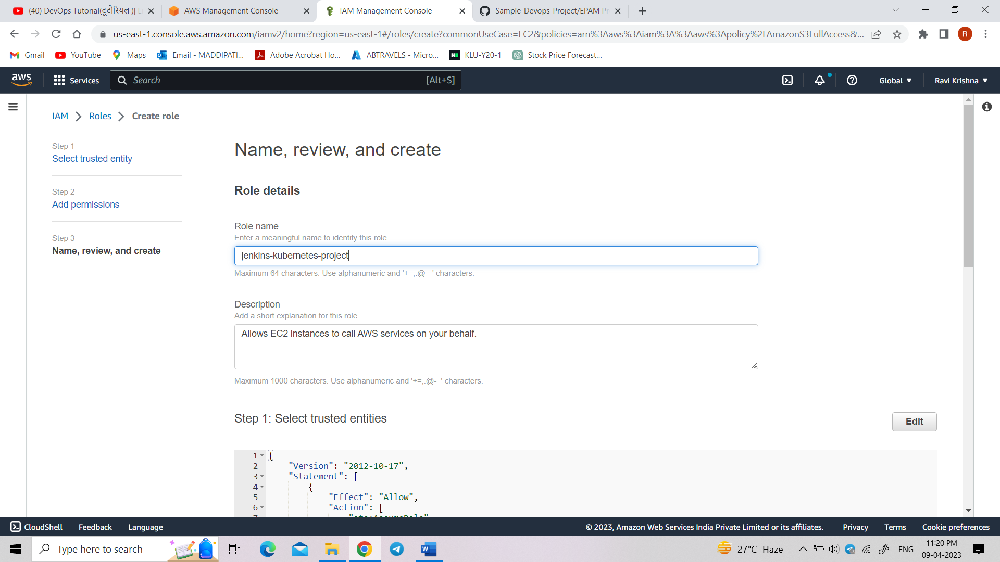 (40) DevOps Tutorial(टूटोरियल )| L
AWS Management Console
IAM Management Console
Sample-Devops-Project/EPAM Pr
us-east-1.console.aws.amazon.com/iamv2/home?region=us-east-1#/roles/create?commonUseCase=EC2&policies=arn%3Aaws%3Aiam%3A%3Aaws%3Apolicy%2FAmazonS3FullAccess&...
R
Gmail
YouTube
Maps
Email - MADDIPATI...
Adobe Acrobat Ho...
ABTRAVELS - Micro...
KLU-Y20-1
Stock Price Forecast...
aws
Services
Search
[Alt+S]
Global
Ravi Krishna
IAM
Roles
Create role
Step 1
Select trusted entity
Step 2
Add permissions
Step 3
Name, review, and create
Name, review, and create
Role details
Role name
Enter a meaningful name to identify this role.
jenkins-kubernetes-project
Maximum 64 characters. Use alphanumeric and '+=,.@-_' characters.
Description
Add a short explanation for this role.
Allows EC2 instances to call AWS services on your behalf.
Maximum 1000 characters. Use alphanumeric and '+=,.@-_' characters.
Step 1: Select trusted entities
Edit
1 {
2 "Version": "2012-10-17",
3 "Statement": [
4 {
5 "Effect": "Allow",
6 "Action": [
7 "sts:AssumeRole"
CloudShell
Feedback
Language
© 2023, Amazon Web Services India Private Limited or its affiliates.
Privacy
Terms
Cookie preferences
Type here to search
27°C Haze
ENG
11:20 PM
09-04-2023